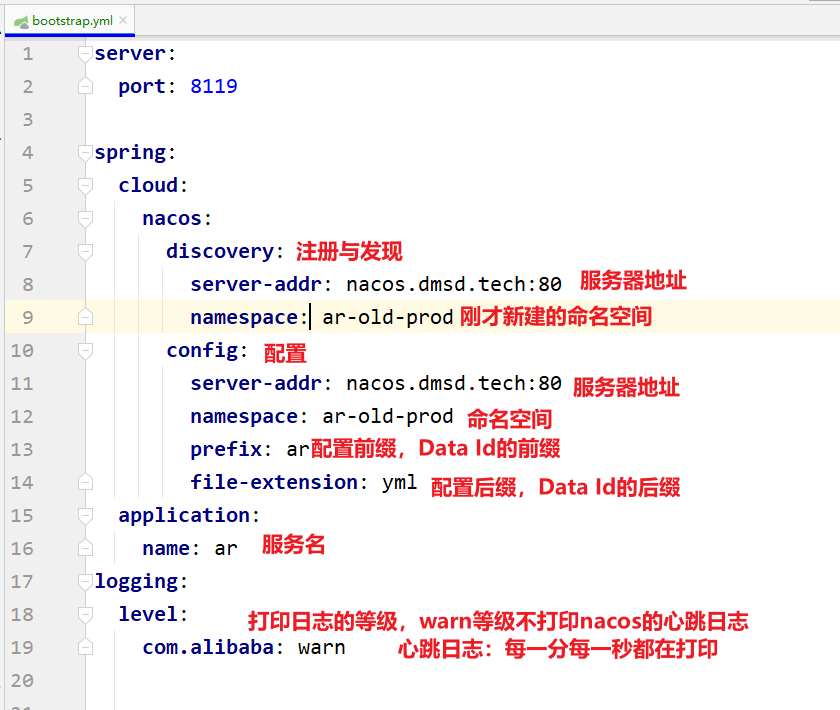 bootstrap.yml
1 server:
2 port: 8119
3
4 spring:
5 cloud:
6 nacos:
7 discovery: 注册与发现
8 server-addr: nacos.dmsd.tech:80 服务器地址
9 namespace: ar-old-prod 刚才新建的命名空间
10 config: 配置
11 server-addr: nacos.dmsd.tech:80 服务器地址
12 namespace: ar-old-prod 命名空间
13 prefix: ar配置前缀，Data Id的前缀
14 file-extension: yml 配置后缀，Data Id的后缀
15 application:
16 name: ar 服务名
17 logging:
18 level: 打印日志的等级，warn等级不打印nacos的心跳日志
19 com.alibaba: warn 心跳日志：每一分每一秒都在打印
20